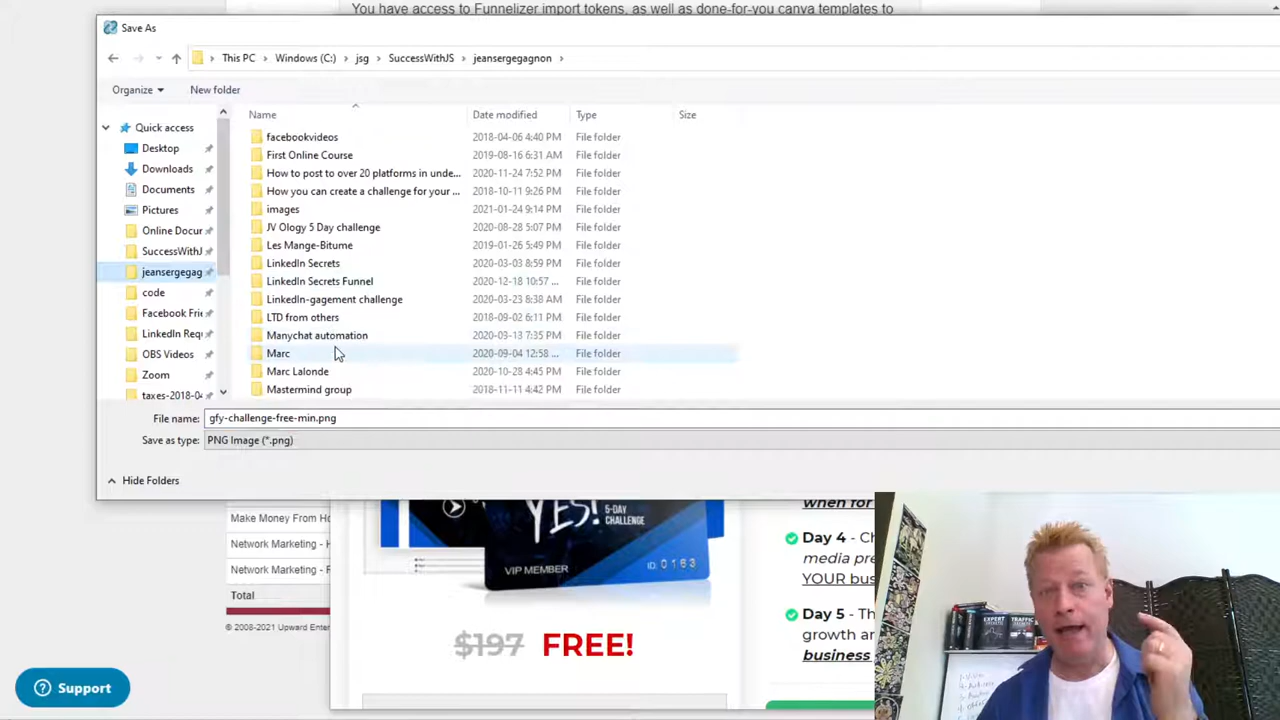 You have access to Funnelizer import tokens, as well as done-for-you canva templates to
Save As
This PC > Windows (C:) > jsg > SuccessWithJS > jeansergegagnon >
Organize New folder
Name Date modified Type Size
Quick access
Desktop
Downloads
Documents
Pictures
Online Docur
SuccessWithJ
jeansergegag
code
Facebook Frie
LinkedIn Requ
OBS Videos
Zoom
taxes-2018-04
facebookvideos 2018-04-06 4:40 PM File folder
First Online Course 2019-08-16 6:31 AM File folder
How to post to over 20 platforms in unde... 2020-11-24 7:52 PM File folder
How you can create a challenge for your ... 2018-10-11 9:26 PM File folder
images 2021-01-24 9:14 PM File folder
JV Ology 5 Day challenge 2020-08-28 5:07 PM File folder
Les Mange-Bitume 2019-01-26 5:49 PM File folder
LinkedIn Secrets 2020-03-03 8:59 PM File folder
LinkedIn Secrets Funnel 2020-12-18 10:57 ... File folder
LinkedIn-gagement challenge 2020-03-23 8:38 AM File folder
LTD from others 2018-09-02 6:11 PM File folder
Manychat automation 2020-03-13 7:35 PM File folder
Marc 2020-09-04 12:58 ... File folder
Marc Lalonde 2020-10-28 4:45 PM File folder
Mastermind group 2018-11-11 4:42 PM File folder
File name: gfy-challenge-free-min.png
Save as type: PNG Image (*.png)
Hide Folders
Make Money From Ho
Network Marketing - H
Network Marketing - F
Total
© 2008-2021 Upward Enter
YES! 5-DAY
CHALLENGE
VIP MEMBER ID: 0163
$197 FREE!
when for
Day 4 - Ch
media pre
YOUR bus
Day 5 - Th
growth ar
business
EXPERT
SECRETS
TRAFFIC
SECRETS
Support